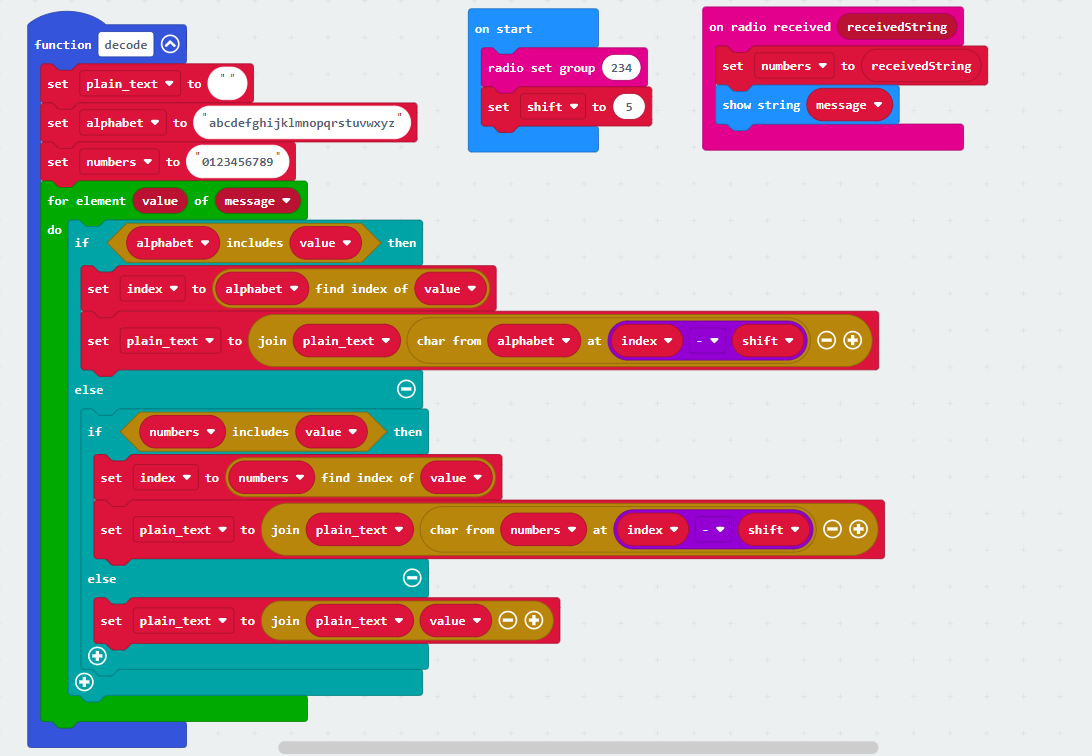 function decode
set plain_text to " "
set alphabet to "abcdefghijklmnopqrstuvwxyz"
set numbers to "0123456789"
for element value of message
do
if alphabet includes value then
set index to alphabet find index of value
set plain_text to join plain_text char from alphabet at index - shift
else
if numbers includes value then
set index to numbers find index of value
set plain_text to join plain_text char from numbers at index - shift
else
set plain_text to join plain_text value
on start
radio set group 234
set shift to 5
on radio received receivedString
set numbers to receivedString
show string message